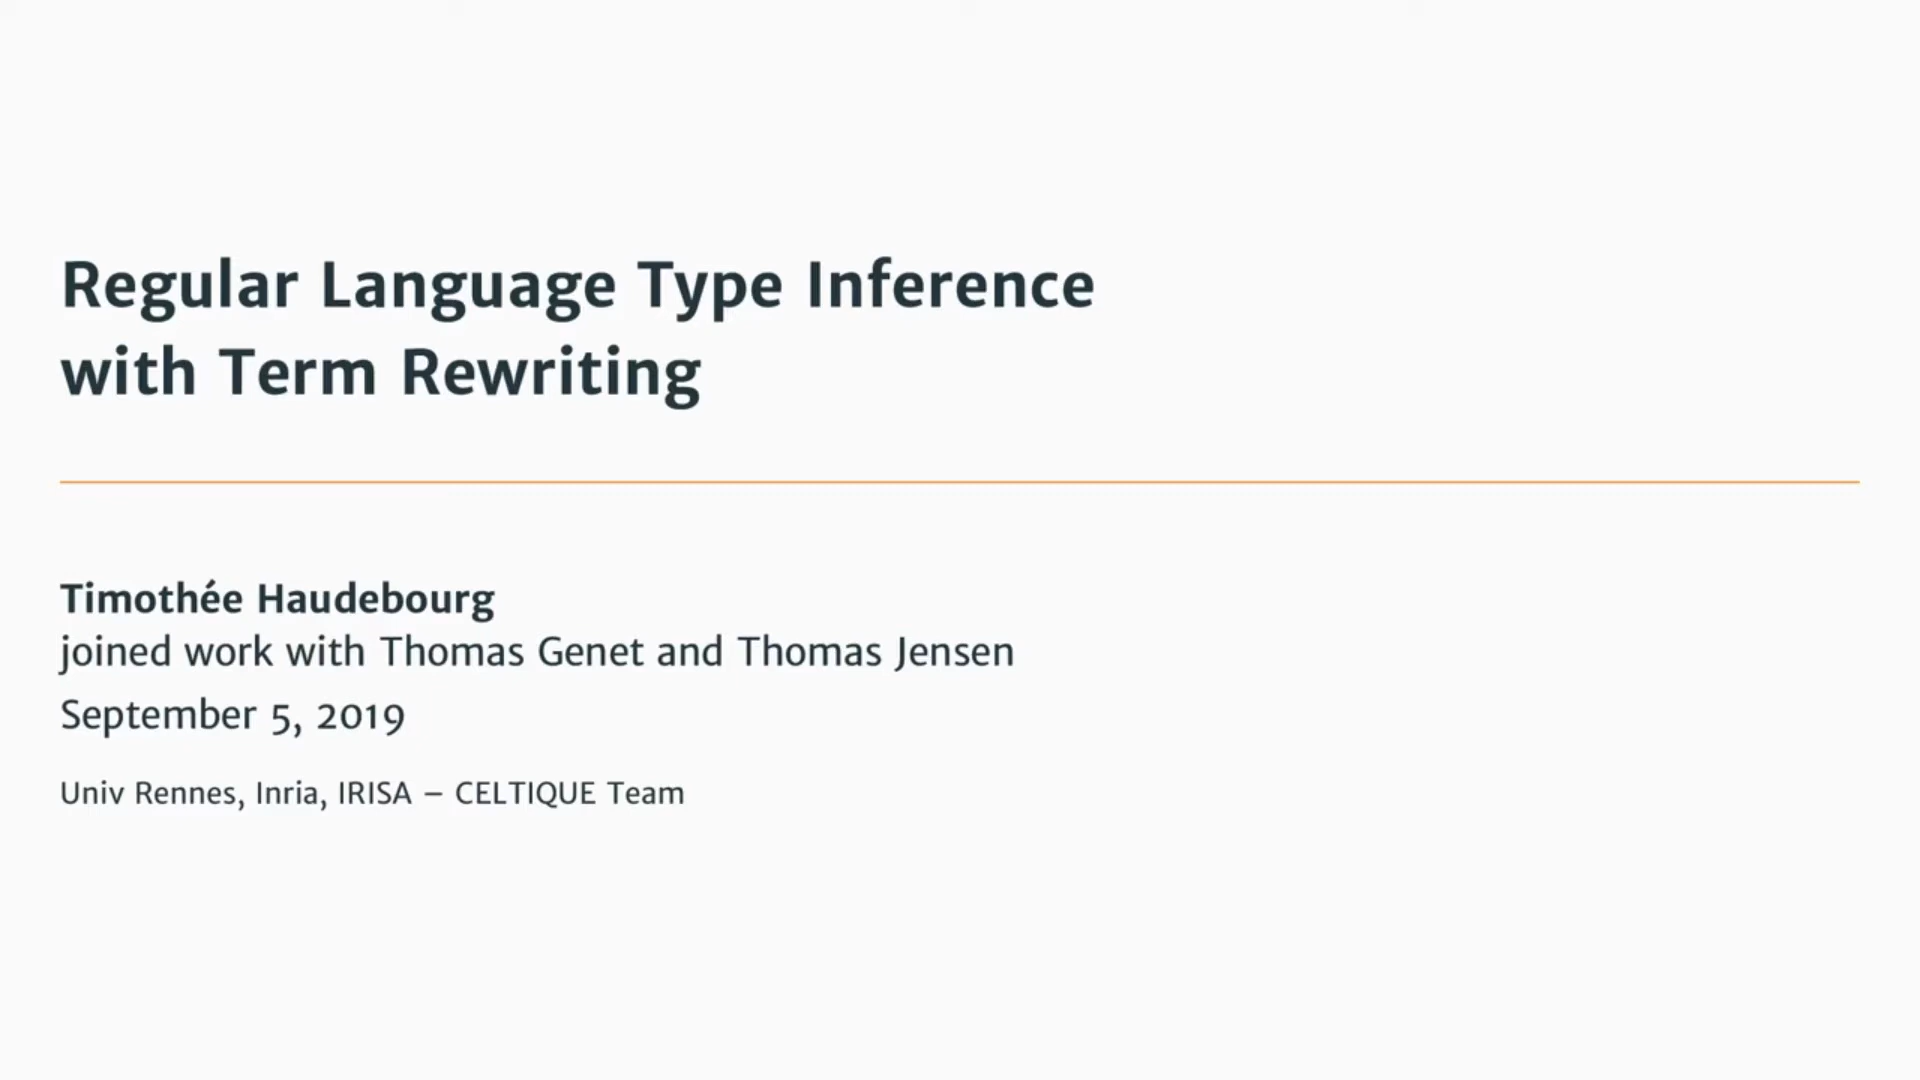 Regular Language Type Inference
with Term Rewriting
Timothée Haudebourg
joined work with Thomas Genet and Thomas Jensen
September 5, 2019
Univ Rennes, Inria, IRISA – CELTIQUE Team